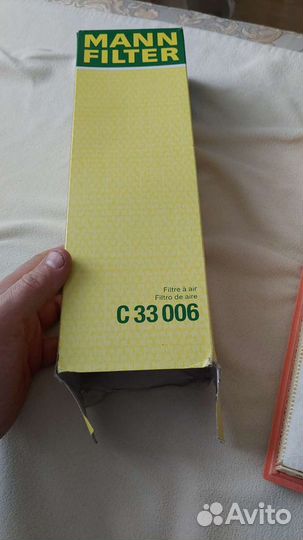 MANN
FILTER
Filtre à air
Filtro de aire
C 33 006
Avito